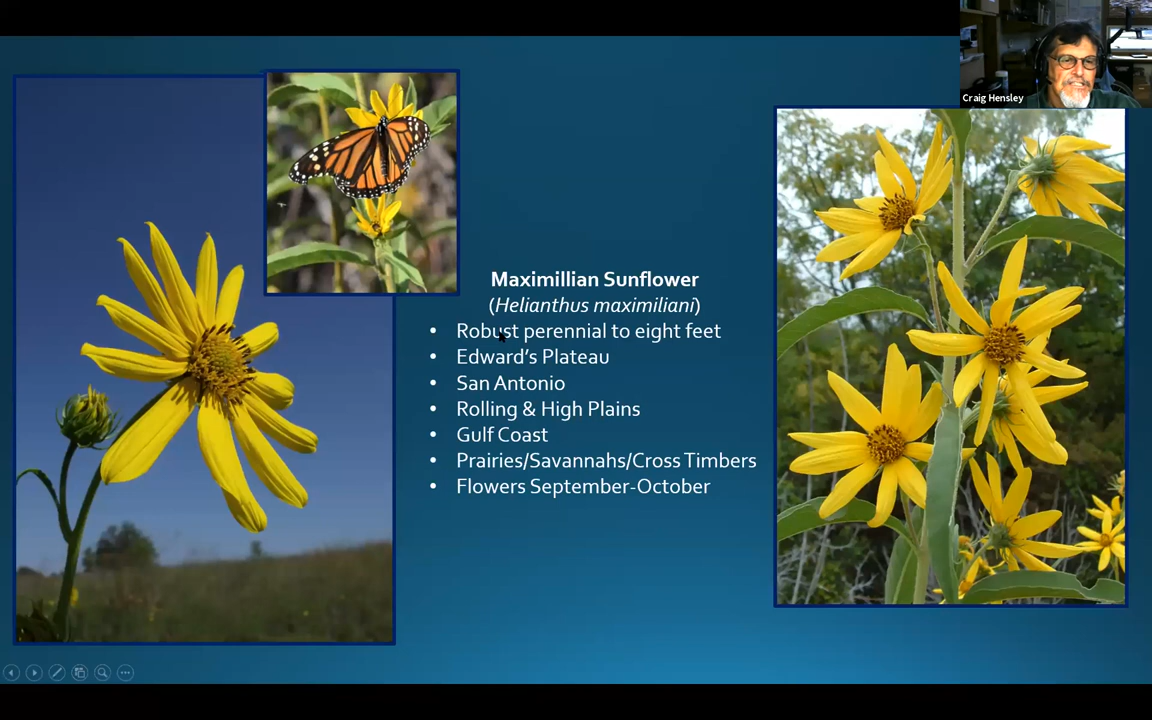 Craig Hensley
Maximillian Sunflower
(Helianthus maximiliani)
• Robust perennial to eight feet
• Edward's Plateau
• San Antonio
• Rolling & High Plains
• Gulf Coast
• Prairies/Savannahs/Cross Timbers
• Flowers September-October